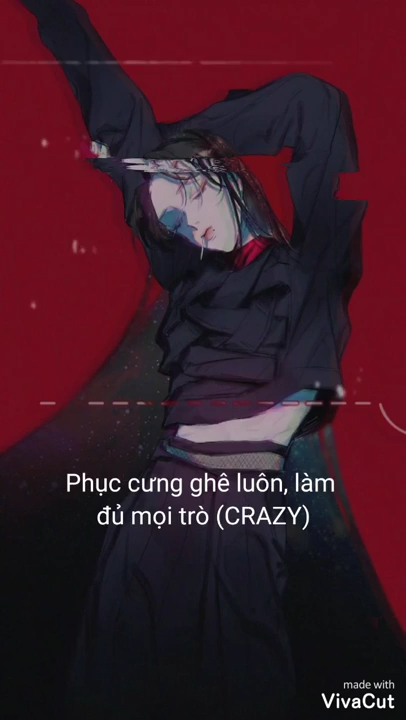 Phục cưng ghê luôn, làm
đủ mọi trò (CRAZY)
made with
VivaCut